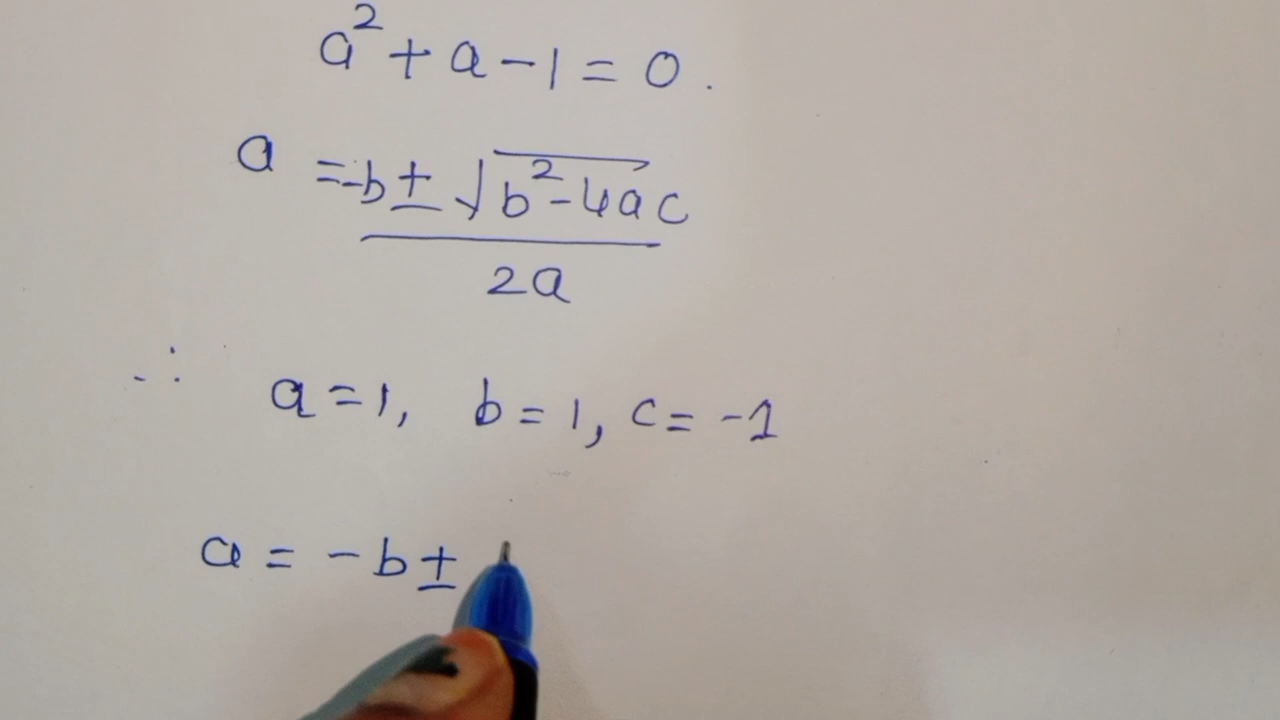 a² + a - 1 = 0.
a = -b ± √b² - 4ac
2a
∴ a = 1, b = 1, c = -1
a = -b ±